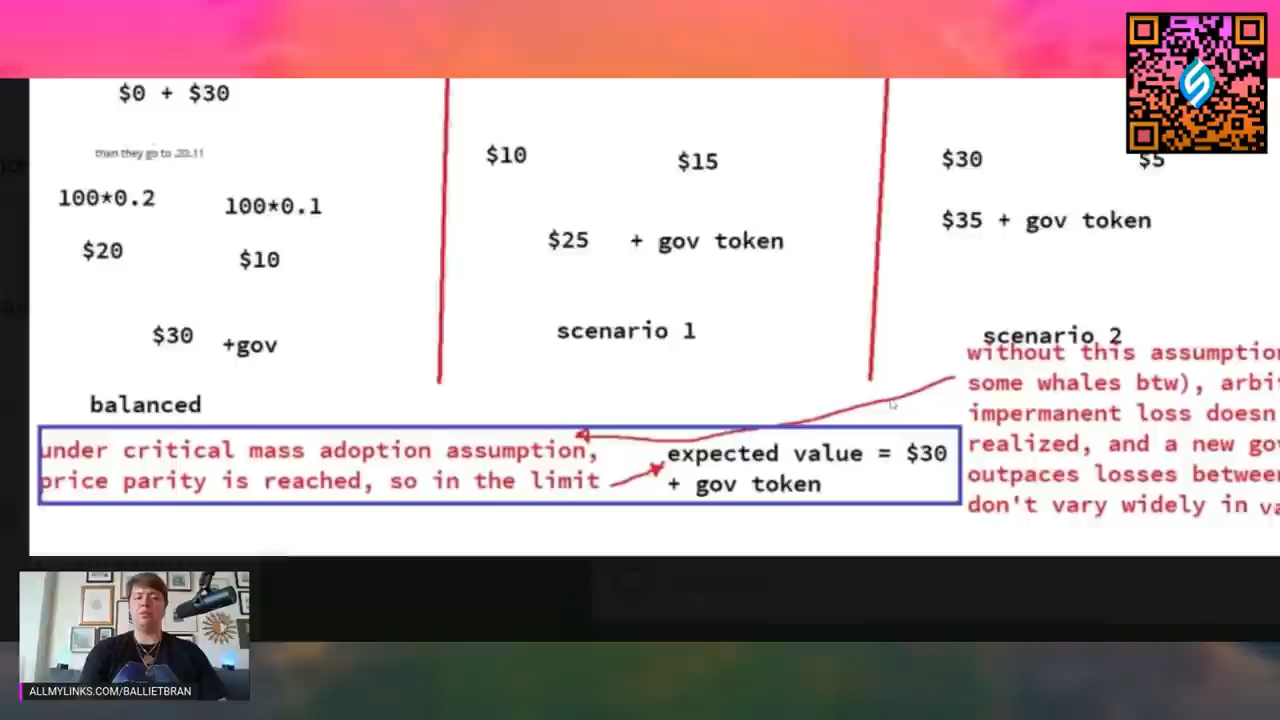 $0 + $30
then they go to .20.11
100*0.2
100*0.1
$20
$10
$30
+gov
balanced
$10
$15
$25 + gov token
scenario 1
$30
$5
$35 + gov token
scenario 2
under critical mass adoption assumption,
price parity is reached, so in the limit
expected value = $30
+ gov token
without this assumption
some whales btw), arbit
impermanent loss doesn
realized, and a new gov
outpaces losses between
don't vary widely in va
ALLMYLINKS.COM/BALLIETBRAN